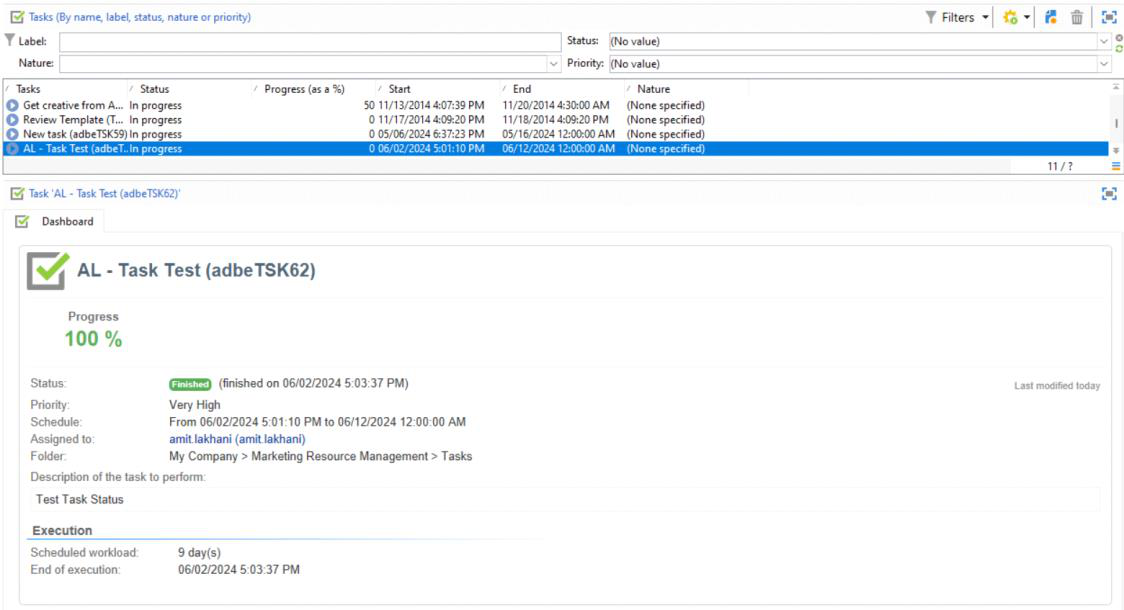 Tasks (By name, label, status, nature or priority) Filters
Label: Status: (No value)
Nature: Priority: (No value)
Tasks Status Progress (as a %) Start End Nature
Get creative from A... In progress 50 11/13/2014 4:07:39 PM 11/20/2014 4:30:00 AM (None specified)
Review Template (T... In progress 0 11/17/2014 4:09:20 PM 11/18/2014 4:09:20 PM (None specified)
New task (adbeTSK59) In progress 0 05/06/2024 6:37:23 PM 05/16/2024 12:00:00 AM (None specified)
AL - Task Test (adbeT.. In progress 0 06/02/2024 5:01:10 PM 06/12/2024 12:00:00 AM (None specified)
11 / ?
Task 'AL - Task Test (adbeTSK62)'
Dashboard
AL - Task Test (adbeTSK62)
Progress
100 %
Status: Finished (finished on 06/02/2024 5:03:37 PM) Last modified today
Priority: Very High
Schedule: From 06/02/2024 5:01:10 PM to 06/12/2024 12:00:00 AM
Assigned to: amit.lakhani (amit.lakhani)
Folder: My Company > Marketing Resource Management > Tasks
Description of the task to perform:
Test Task Status
Execution
Scheduled workload: 9 day(s)
End of execution: 06/02/2024 5:03:37 PM